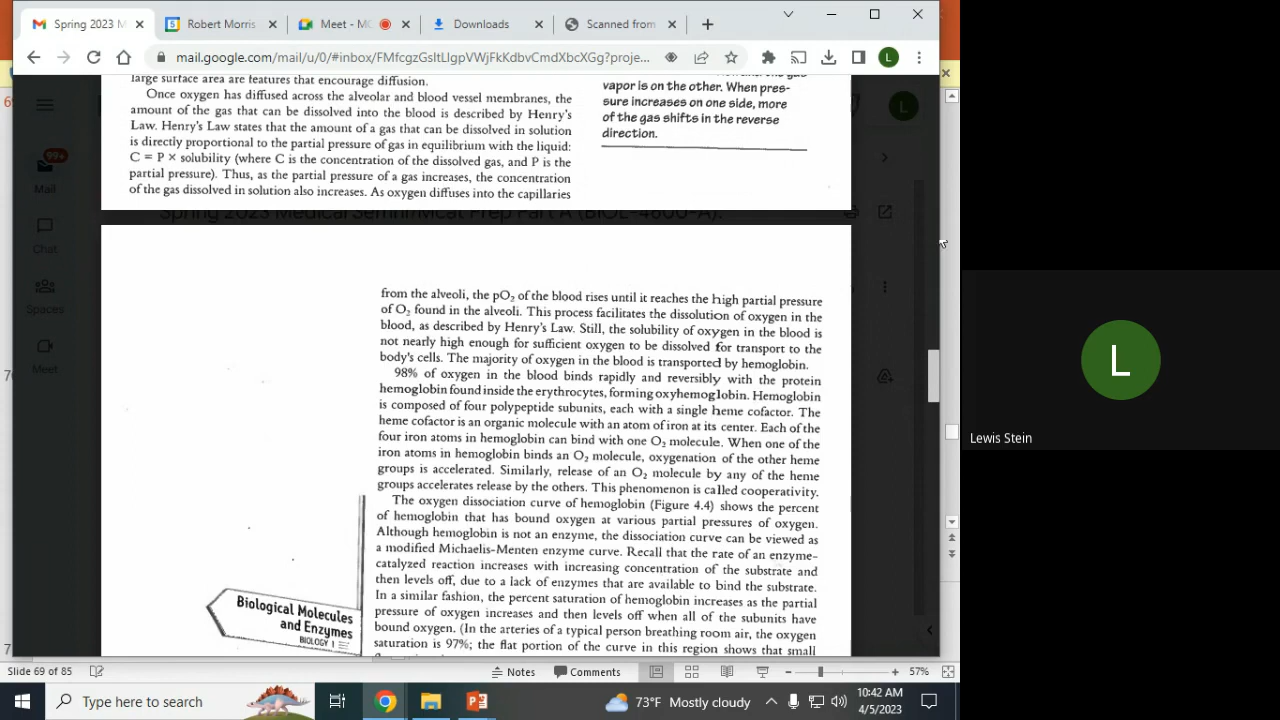 Spring 2023 M
Robert Morris
Meet - MC
Downloads
Scanned from
mail.google.com/mail/u/0/#inbox/FMfcgzGsltLlgpVWjFkKdbvCmdXbcXGg?proje...
L
large surface area are features that encourage diffusion.
Once oxygen has diffused across the alveolar and blood vessel membranes, the
amount of the gas that can be dissolved into the blood is described by Henry's
Law. Henry's Law states that the amount of a gas that can be dissolved in solution
is directly proportional to the partial pressure of gas in equilibrium with the liquid:
C = P × solubility (where C is the concentration of the dissolved gas, and P is the
partial pressure). Thus, as the partial pressure of a gas increases, the concentration
of the gas dissolved in solution also increases. As oxygen diffuses into the capillaries
vapor is on the other. When pres-
sure increases on one side, more
of the gas shifts in the reverse
direction.
99+
Mail
Chat
Spaces
Meet
L
Spring 2023 Medical Semin/Mcat Prep Part A (BIOL-4600-A).
from the alveoli, the pO₂ of the blood rises until it reaches the high partial pressure
of O₂ found in the alveoli. This process facilitates the dissolution of oxygen in the
blood, as described by Henry's Law. Still, the solubility of oxygen in the blood is
not nearly high enough for sufficient oxygen to be dissolved for transport to the
body's cells. The majority of oxygen in the blood is transported by hemoglobin.
98% of oxygen in the blood binds rapidly and reversibly with the protein
hemoglobin found inside the erythrocytes, forming oxyhemoglobin. Hemoglobin
is composed of four polypeptide subunits, each with a single heme cofactor. The
heme cofactor is an organic molecule with an atom of iron at its center. Each of the
four iron atoms in hemoglobin can bind with one O₂ molecule. When one of the
iron atoms in hemoglobin binds an O₂ molecule, oxygenation of the other heme
groups is accelerated. Similarly, release of an O₂ molecule by any of the heme
groups accelerates release by the others. This phenomenon is called cooperativity.
The oxygen dissociation curve of hemoglobin (Figure 4.4) shows the percent
of hemoglobin that has bound oxygen at various partial pressures of oxygen.
Although hemoglobin is not an enzyme, the dissociation curve can be viewed as
a modified Michaelis-Menten enzyme curve. Recall that the rate of an enzyme-
catalyzed reaction increases with increasing concentration of the substrate and
then levels off, due to a lack of enzymes that are available to bind the substrate.
In a similar fashion, the percent saturation of hemoglobin increases as the partial
pressure of oxygen increases and then levels off when all of the subunits have
bound oxygen. (In the arteries of a typical person breathing room air, the oxygen
saturation is 97%; the flat portion of the curve in this region shows that small
Biological Molecules
and Enzymes
BIOLOGY
L
Lewis Stein
Slide 69 of 85
Notes
Comments
57%
Type here to search
73°F Mostly cloudy
10:42 AM
4/5/2023